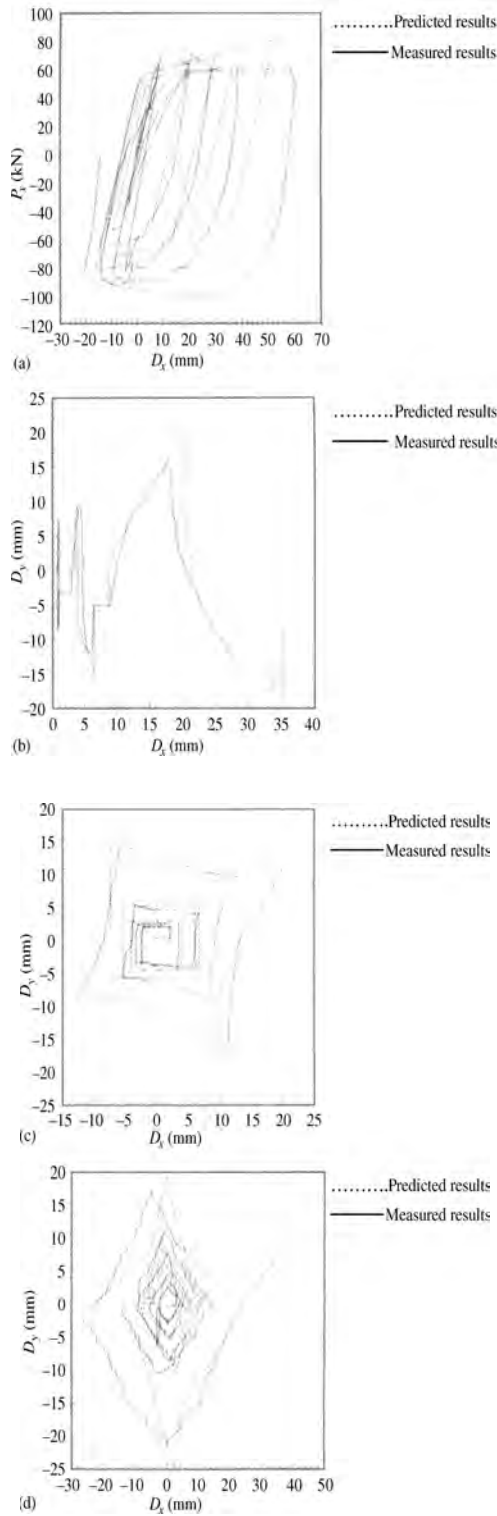 100
80
60
40
20
0
−20
−40
−60
−80
−100
−120
P_x (kN)
−30 −20 −10 0 10 20 30 40 50 60 70
D_x (mm)
(a)
Predicted results
Measured results
25
20
15
10
5
0
−5
−10
−15
−20
D_y (mm)
0 5 10 15 20 25 30 35 40
D_x (mm)
(b)
Predicted results
Measured results
20
15
10
5
0
−5
−10
−15
−20
−25
D_y (mm)
−15 −10 −5 0 5 10 15 20 25
D_x (mm)
(c)
Predicted results
Measured results
20
15
10
5
0
−5
−10
−15
−20
−25
D_y (mm)
−30 −20 −10 0 10 20 30 40 50
D_x (mm)
(d)
Predicted results
Measured results